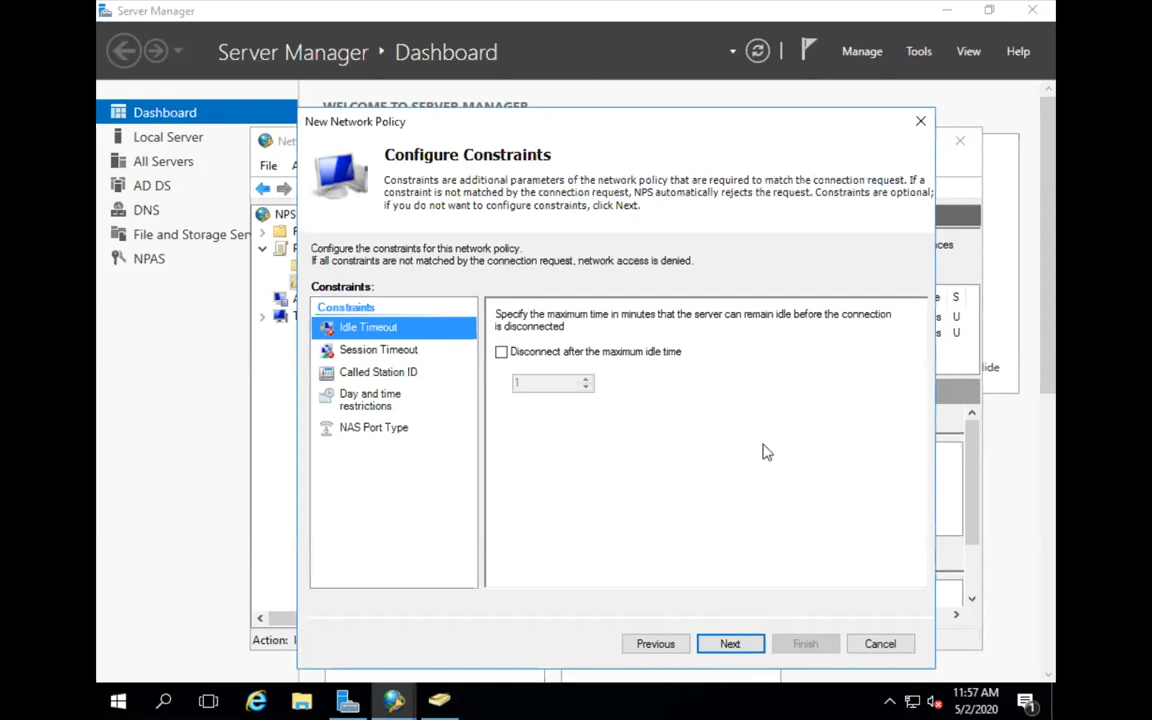 Server Manager
Server Manager • Dashboard
Manage Tools View Help
WELCOME TO SERVER MANAGER
Dashboard
Local Server
All Servers
AD DS
DNS
File and Storage Ser
NPAS
File
NPS
Action:
New Network Policy
Configure Constraints
Constraints are additional parameters of the network policy that are required to match the connection request. If a
constraint is not matched by the connection request, NPS automatically rejects the request. Constraints are optional;
if you do not want to configure constraints, click Next.
Configure the constraints for this network policy.
If all constraints are not matched by the connection request, network access is denied.
Constraints:
Constraints
Idle Timeout
Session Timeout
Called Station ID
Day and time
restrictions
NAS Port Type
Specify the maximum time in minutes that the server can remain idle before the connection
is disconnected
Disconnect after the maximum idle time
1
Previous Next Finish Cancel
S
U
U
11:57 AM
5/2/2020
1